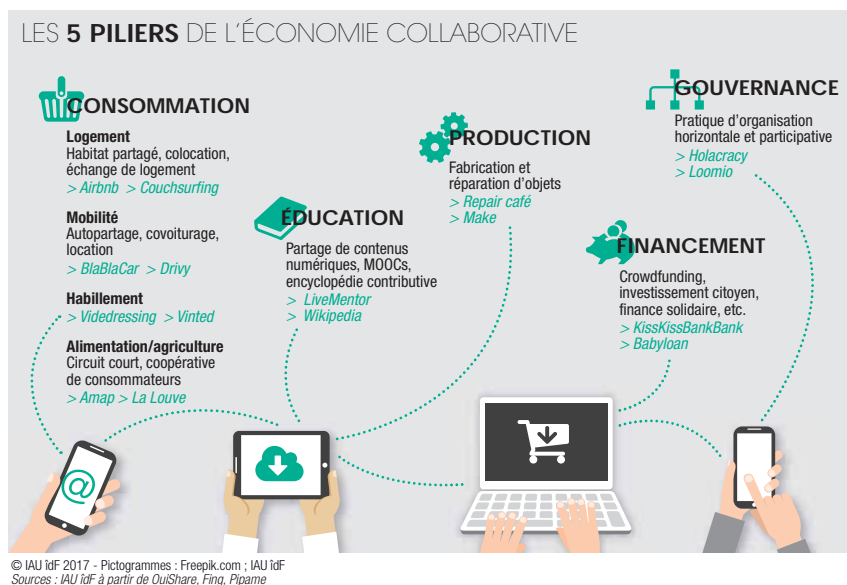 LES 5 PILIERS DE L'ÉCONOMIE COLLABORATIVE
CONSOMMATION
Logement
Habitat partagé, colocation,
échange de logement
> Airbnb > Couchsurfing
Mobilité
Autopartage, covoiturage,
location
> BlaBlaCar > Drivy
Habillement
> Videdressing > Vinted
Alimentation/agriculture
Circuit court, coopérative
de consommateurs
> Amap > La Louve
ÉDUCATION
Partage de contenus
numériques, MOOCs,
encyclopédie contributive
> LiveMentor
> Wikipedia
PRODUCTION
Fabrication et
réparation d'objets
> Repair café
> Make
GOUVERNANCE
Pratique d'organisation
horizontale et participative
> Holacracy
> Loomio
FINANCEMENT
Crowdfunding,
investissement citoyen,
finance solidaire, etc.
> KissKissBankBank
> Babyloan
@
© IAU îdF 2017 - Pictogrammes : Freepik.com ; IAU îdF
Sources : IAU îdF à partir de OuiShare, Fing, Pipame